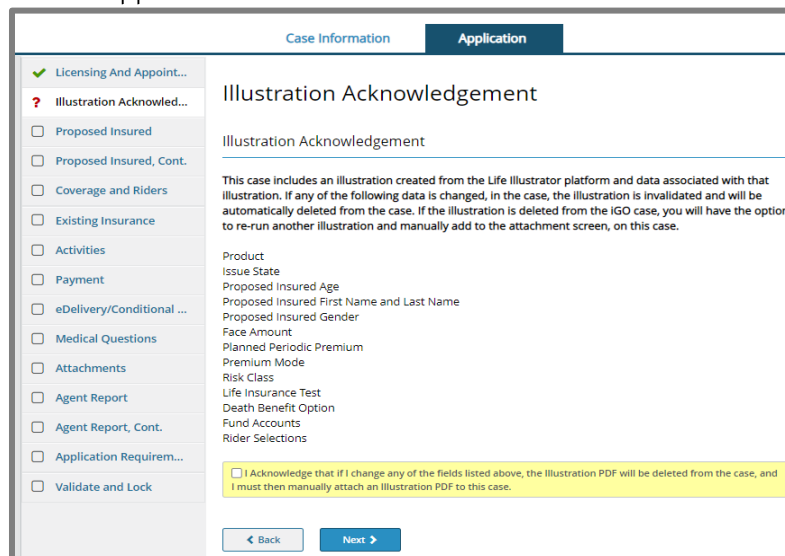 Case Information
Application
Licensing And Appoint...
? Illustration Acknowled...
Proposed Insured
Proposed Insured, Cont.
Coverage and Riders
Existing Insurance
Activities
Payment
eDelivery/Conditional ...
Medical Questions
Attachments
Agent Report
Agent Report, Cont.
Application Requirem...
Validate and Lock
Illustration Acknowledgement
Illustration Acknowledgement
This case includes an illustration created from the Life Illustrator platform and data associated with that
illustration. If any of the following data is changed, in the case, the illustration is invalidated and will be
automatically deleted from the case. If the illustration is deleted from the iGO case, you will have the option
to re-run another illustration and manually add to the attachment screen, on this case.
Product
Issue State
Proposed Insured Age
Proposed Insured First Name and Last Name
Proposed Insured Gender
Face Amount
Planned Periodic Premium
Premium Mode
Risk Class
Life Insurance Test
Death Benefit Option
Fund Accounts
Rider Selections
I Acknowledge that if I change any of the fields listed above, the Illustration PDF will be deleted from the case, and
I must then manually attach an Illustration PDF to this case.
Back
Next